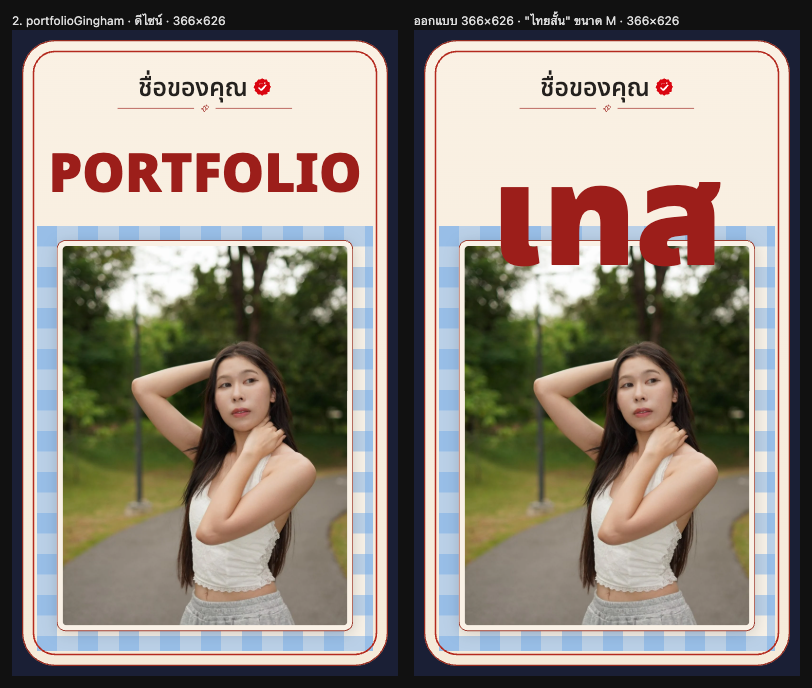 2. portfolioGingham · ดีไซน์ · 366×626
ชื่อของคุณ
PORTFOLIO
ออกแบบ 366×626 · "ไทยสั้น" ขนาด M · 366×626
ชื่อของคุณ
เทส